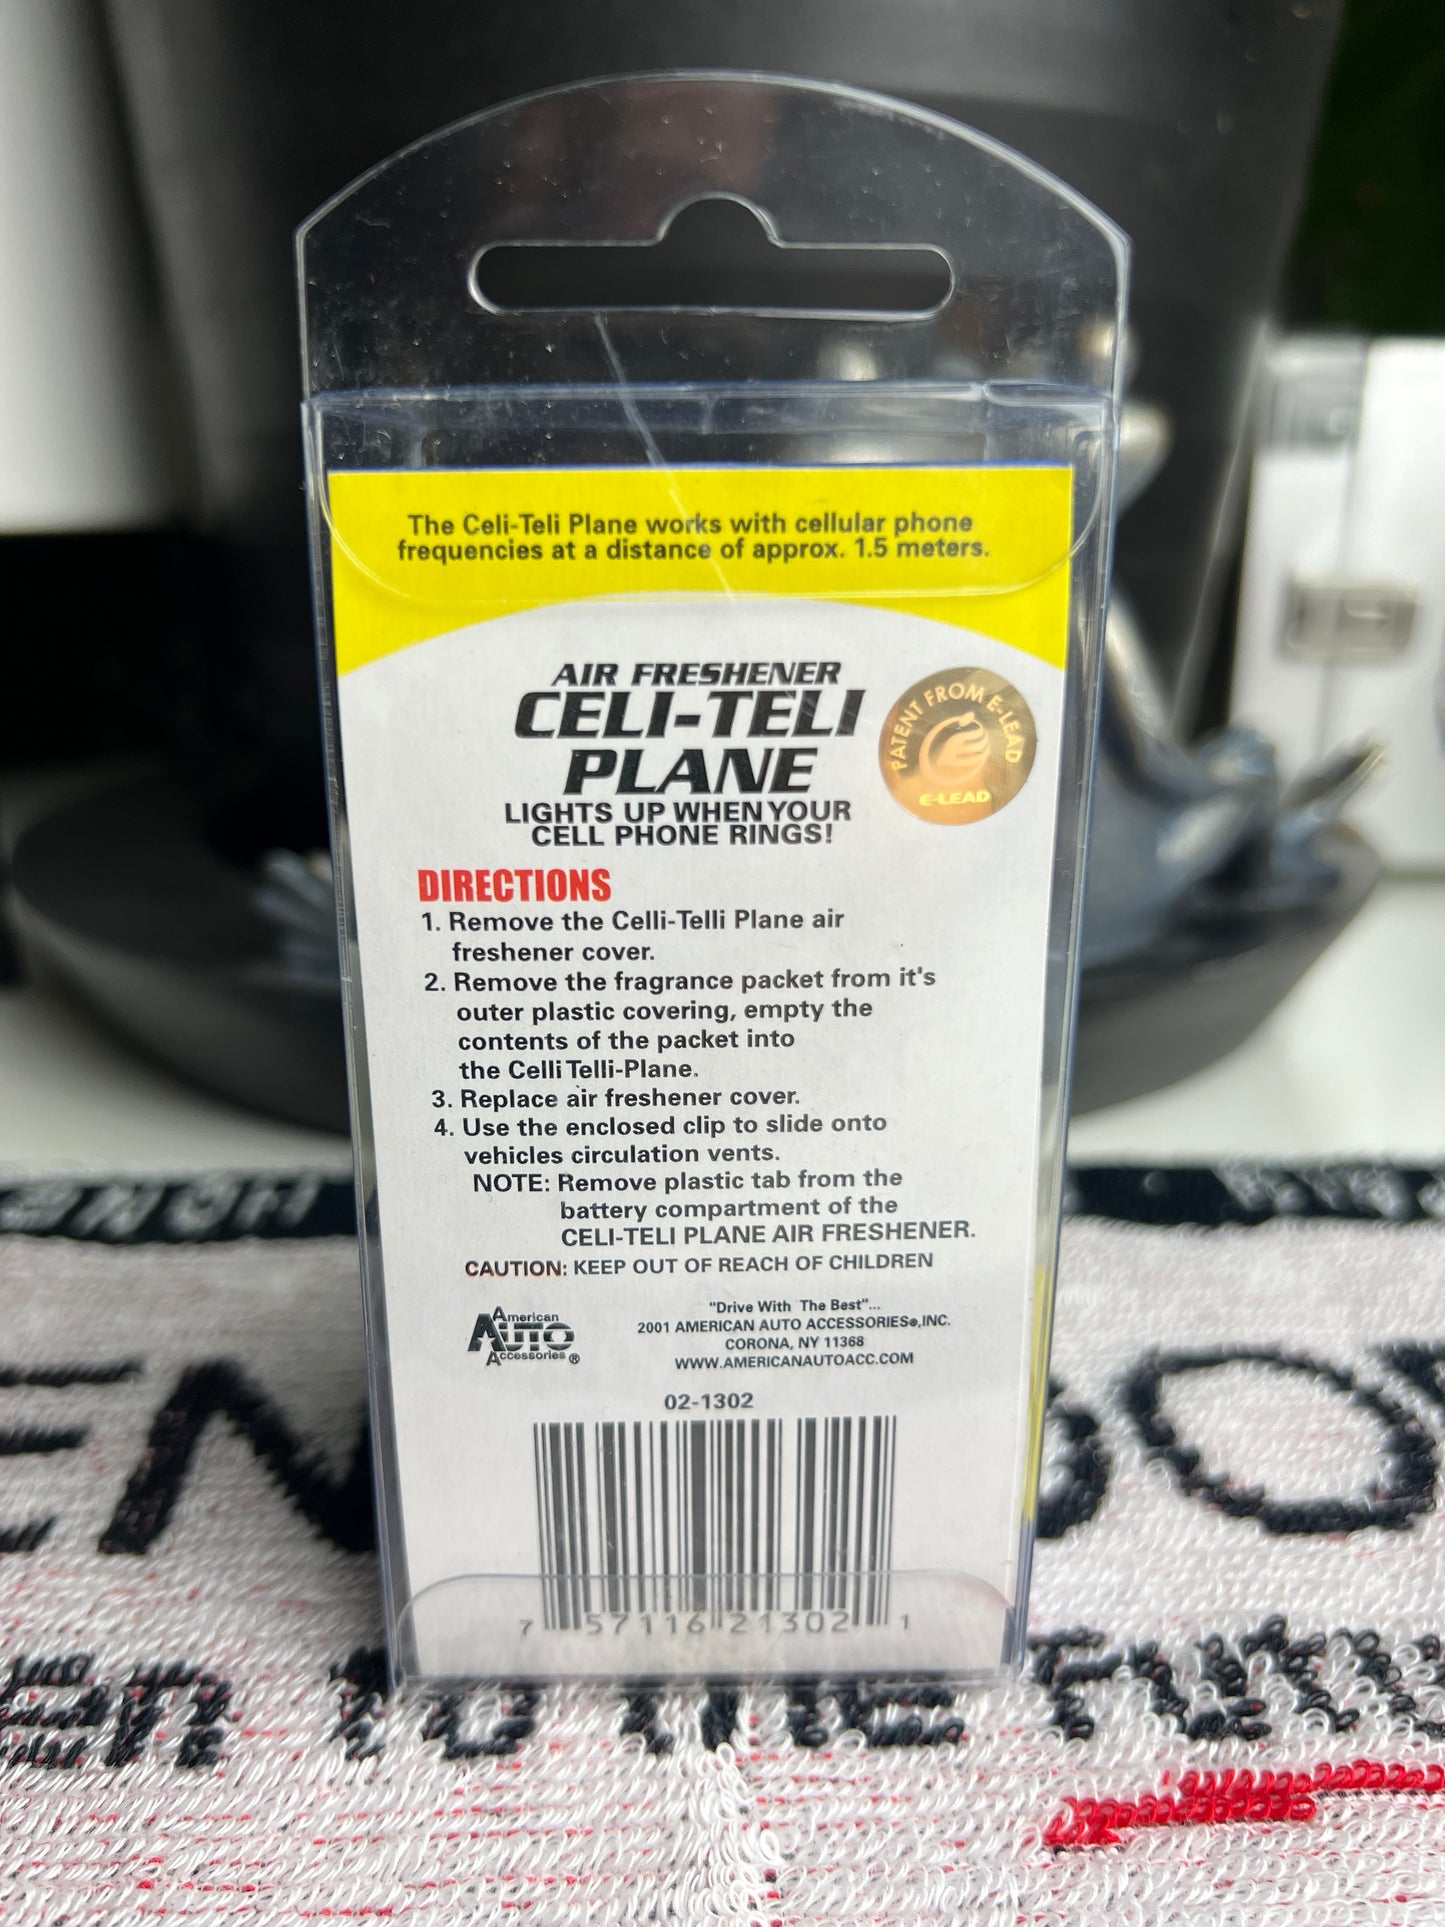 The Celi-Teli Plane works with cellular phone
frequencies at a distance of approx. 1.5 meters.
AIR FRESHENER
CELI-TELI
PLANE
LIGHTS UP WHEN YOUR
CELL PHONE RINGS!
PATENT FROM E-LEAD
E-LEAD
DIRECTIONS
1. Remove the Celli-Telli Plane air
freshener cover.
2. Remove the fragrance packet from it's
outer plastic covering, empty the
contents of the packet into
the Celli Telli-Plane.
3. Replace air freshener cover.
4. Use the enclosed clip to slide onto
vehicles circulation vents.
NOTE: Remove plastic tab from the
battery compartment of the
CELI-TELI PLANE AIR FRESHENER.
CAUTION: KEEP OUT OF REACH OF CHILDREN
American
AUTO
Accessories ®
"Drive With The Best"...
2001 AMERICAN AUTO ACCESSORIES®,INC.
CORONA, NY 11368
WWW.AMERICANAUTOACC.COM
02-1302
7 57116 21302 1
TO THE